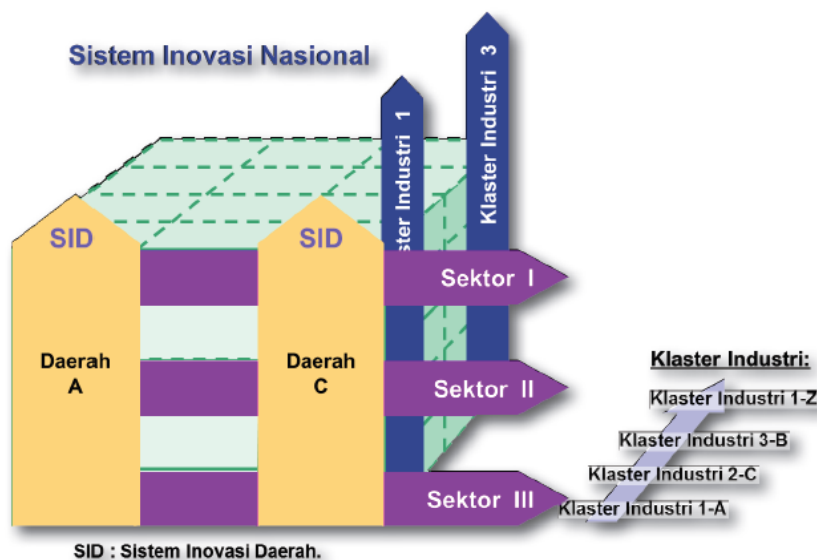 Sistem Inovasi Nasional
Klaster Industri 3
Industri 1
SID
SID
Sektor I
Daerah
A
Daerah
C
Sektor II
Sektor III
Klaster Industri:
Klaster Industri 1-Z
Klaster Industri 3-B
Klaster Industri 2-C
Klaster Industri 1-A
SID : Sistem Inovasi Daerah.